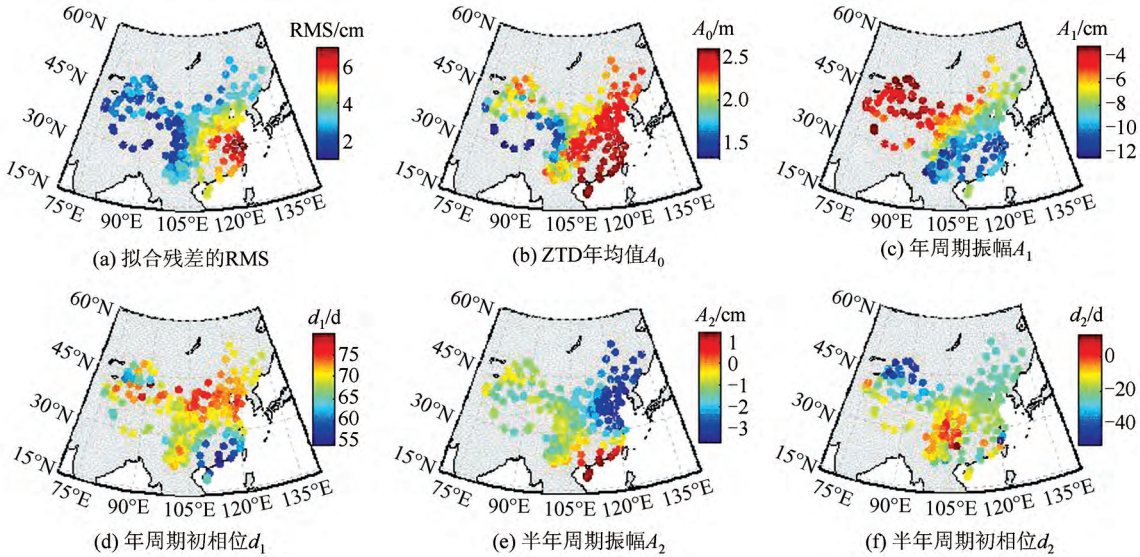 60°N
45°N
30°N
15°N
75°E
90°E
105°E
120°E
135°E
RMS/cm
6
4
2
(a) 拟合残差的RMS
60°N
45°N
30°N
15°N
75°E
90°E
105°E
120°E
135°E
A0/m
2.5
2.0
1.5
(b) ZTD年均值A0
60°N
45°N
30°N
15°N
75°E
90°E
105°E
120°E
135°E
A1/cm
−4
−6
−8
−10
−12
(c) 年周期振幅A1
60°N
45°N
30°N
15°N
75°E
90°E
105°E
120°E
135°E
d1/d
75
70
65
60
55
(d) 年周期初相位d1
60°N
45°N
30°N
15°N
75°E
90°E
105°E
120°E
135°E
A2/cm
1
0
−1
−2
−3
(e) 半年周期振幅A2
60°N
45°N
30°N
15°N
75°E
90°E
105°E
120°E
135°E
d2/d
0
−20
−40
(f) 半年周期初相位d2